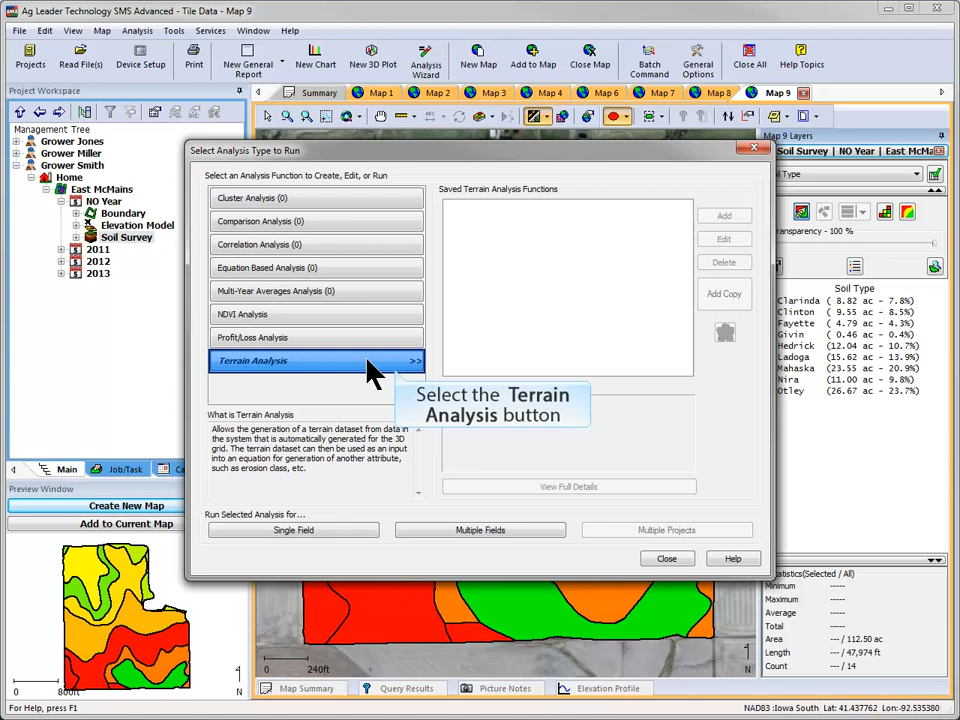 Ag Leader Technology SMS Advanced - Tile Data - Map 9
File Edit View Map Analysis Tools Services Window Help
Projects Read File(s) Device Setup Print New General Report New Chart New 3D Plot Analysis Wizard New Map Add to Map Close Map Batch Command General Options Close All Help Topics
Project Workspace
Summary Map 1 Map 2 Map 3 Map 4 Map 6 Map 7 Map 8 Map 9
Management Tree
Grower Jones
Grower Miller
Grower Smith
Home
East McMains
NO Year
Boundary
Elevation Model
Soil Survey
2011
2012
2013
Main Job/Task
Preview Window
Create New Map
Add to Current Map
0 800ft N
Select Analysis Type to Run
Select an Analysis Function to Create, Edit, or Run
Cluster Analysis (0)
Comparison Analysis (0)
Correlation Analysis (0)
Equation Based Analysis (0)
Multi-Year Averages Analysis (0)
NDVI Analysis
Profit/Loss Analysis
Terrain Analysis >>
Select the Terrain
Analysis button
What is Terrain Analysis
Allows the generation of a terrain dataset from data in
the system that is automatically generated for the 3D
grid. The terrain dataset can then be used as an input
into an equation for generation of another attribute,
such as erosion class, etc.
Saved Terrain Analysis Functions
Add
Edit
Delete
Add Copy
View Full Details
Run Selected Analysis for...
Single Field Multiple Fields Multiple Projects
Close Help
Map 9 Layers
Soil Survey | NO Year | East McMa
il Type
ransparency - 100 %
Soil Type
Clarinda ( 8.82 ac - 7.8%)
Clinton ( 9.55 ac - 8.5%)
Fayette ( 4.79 ac - 4.3%)
Givin ( 0.46 ac - 0.4%)
Hedrick (12.04 ac - 10.7%)
Ladoga (15.62 ac - 13.9%)
Mahaska (23.55 ac - 20.9%)
Nira (11.00 ac - 9.8%)
Otley (26.67 ac - 23.7%)
tatistics(Selected / All)
Minimum -----
Maximum -----
Average -----
Total -----
Area --- / 112.50 ac
Length --- / 47,974 ft
Count --- / 14
0 240ft N
Map Summary Query Results Picture Notes Elevation Profile
For Help, press F1
NAD83 :Iowa South Lat: 41.437762 Lon:-92.535380